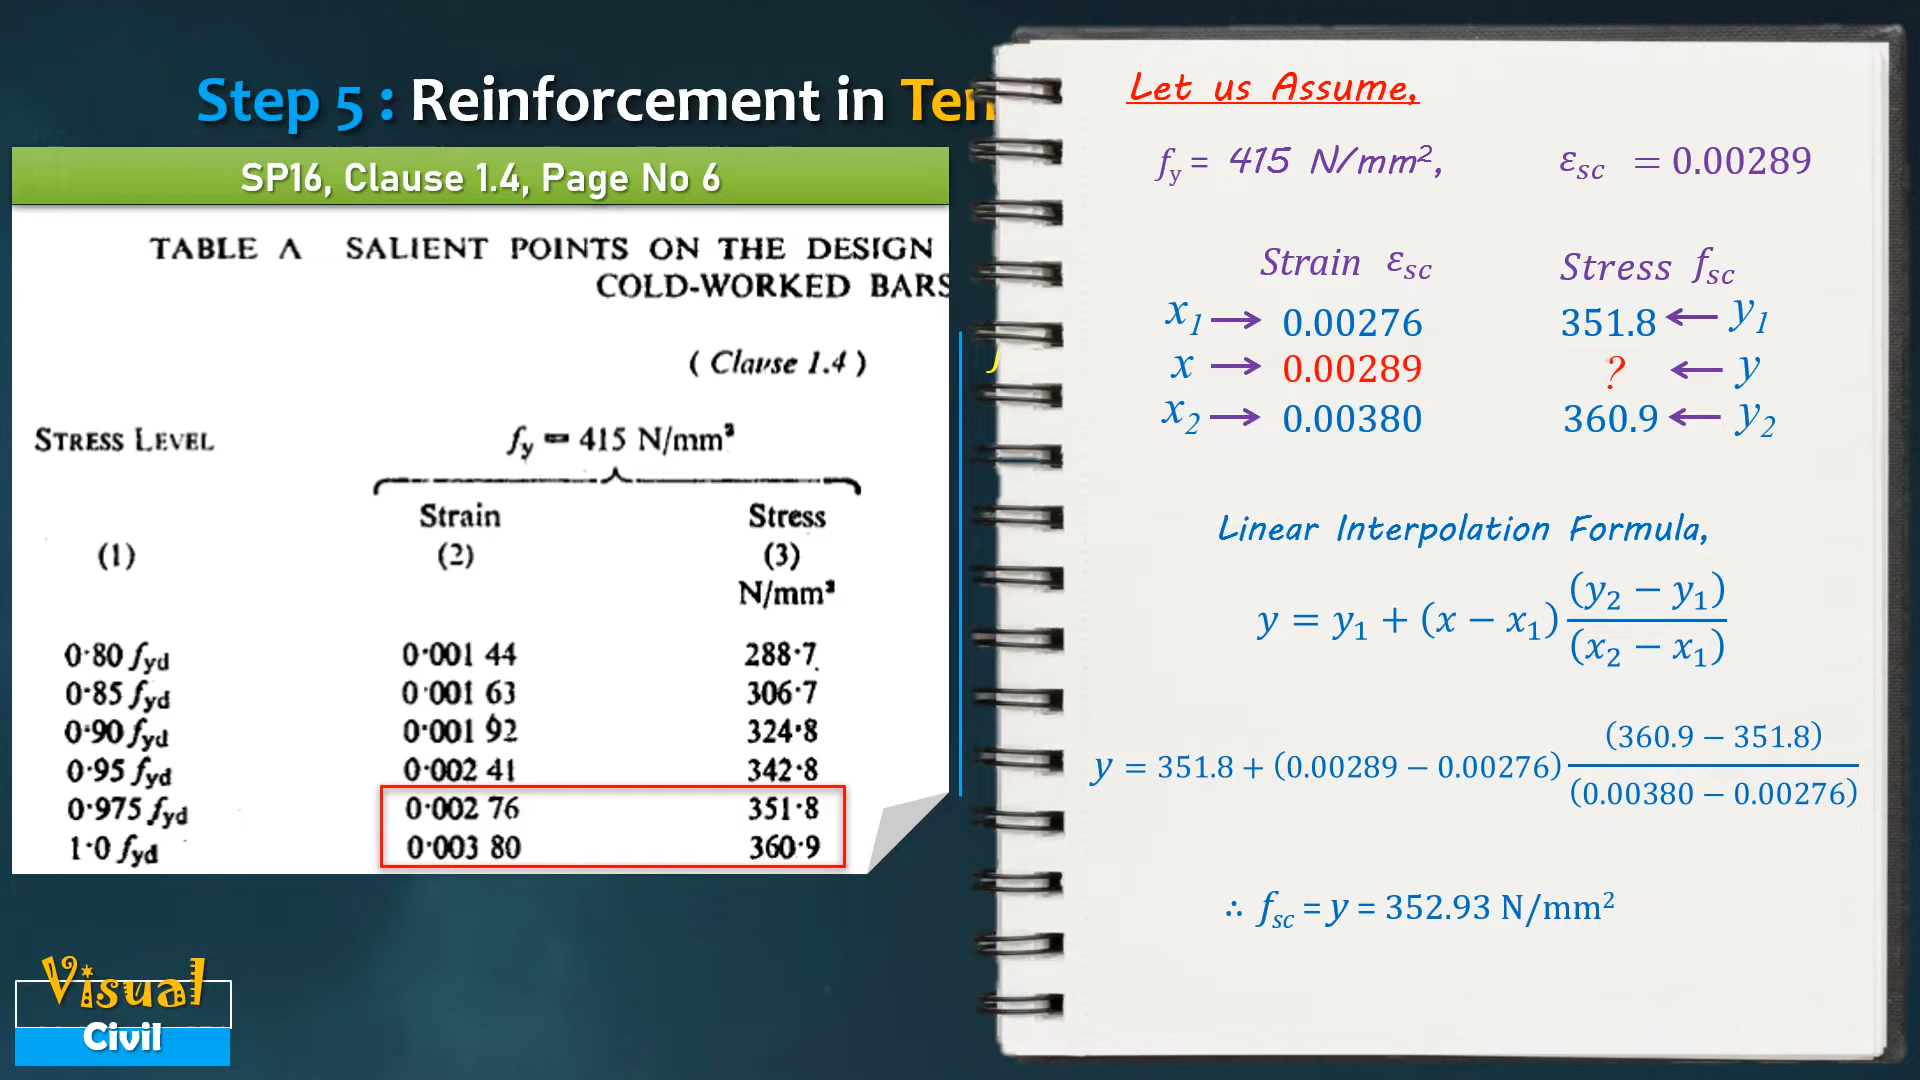 Step 5 : Reinforcement in Ten
SP16, Clause 1.4, Page No 6
TABLE A SALIENT POINTS ON THE DESIGN
COLD-WORKED BARS
( Clause 1.4 )
STRESS LEVEL fy = 415 N/mm²
Strain Stress
(1) (2) (3)
N/mm²
0·80 fyd 0·001 44 288·7
0·85 fyd 0·001 63 306·7
0·90 fyd 0·001 92 324·8
0·95 fyd 0·002 41 342·8
0·975 fyd 0·002 76 351·8
1·0 fyd 0·003 80 360·9
Visual
Civil
Let us Assume,
fy = 415 N/mm², εsc = 0.00289
Strain εsc Stress fsc
x1 → 0.00276 351.8 ← y1
x → 0.00289 ? ← y
x2 → 0.00380 360.9 ← y2
Linear Interpolation Formula,
y = y1 + (x − x1) (y2 − y1) / (x2 − x1)
y = 351.8 + (0.00289 − 0.00276) (360.9 − 351.8) / (0.00380 − 0.00276)
∴ fsc = y = 352.93 N/mm²